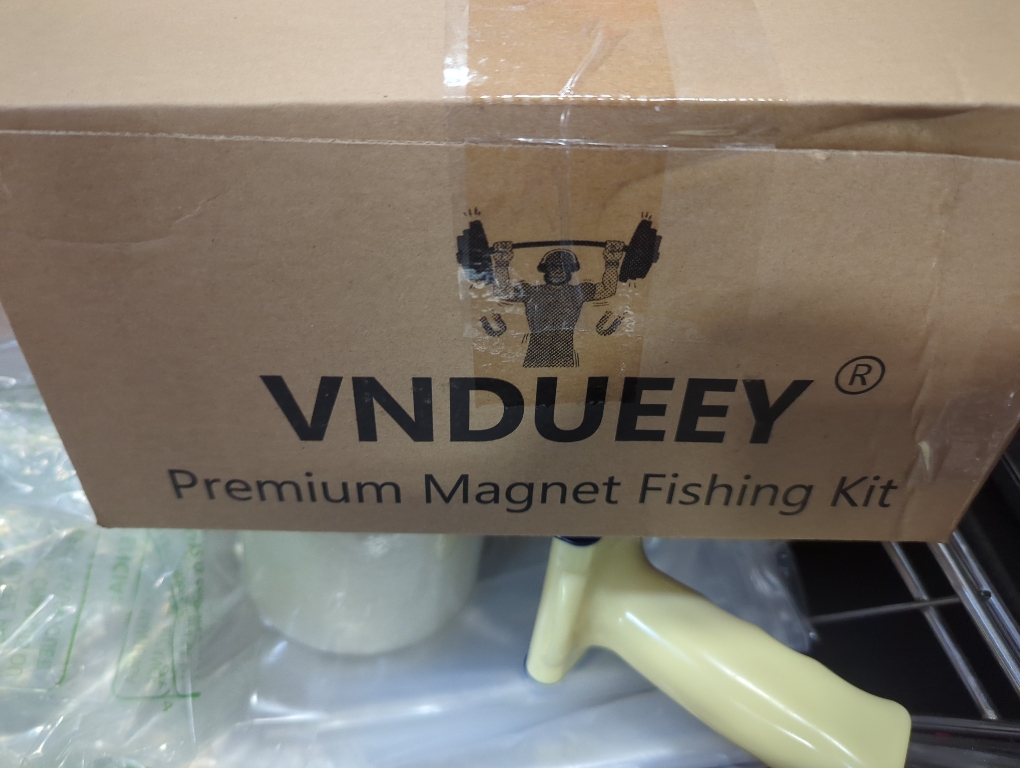 VNDUEEY ®
Premium Magnet Fishing Kit